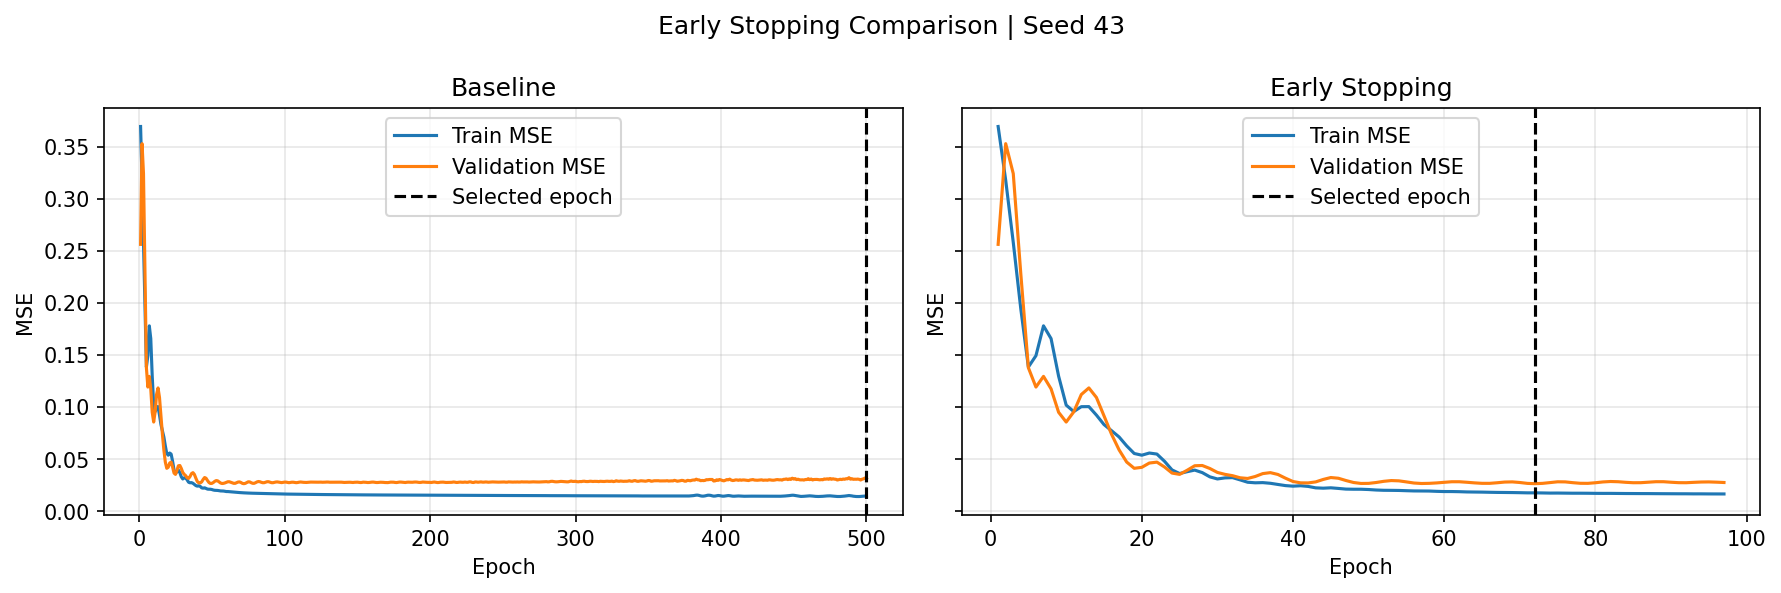 Early Stopping Comparison | Seed 43
Baseline
MSE
0.35
0.30
0.25
0.20
0.15
0.10
0.05
0.00
Train MSE
Validation MSE
Selected epoch
0 100 200 300 400 500
Epoch
Early Stopping
MSE
Train MSE
Validation MSE
Selected epoch
0 20 40 60 80 100
Epoch